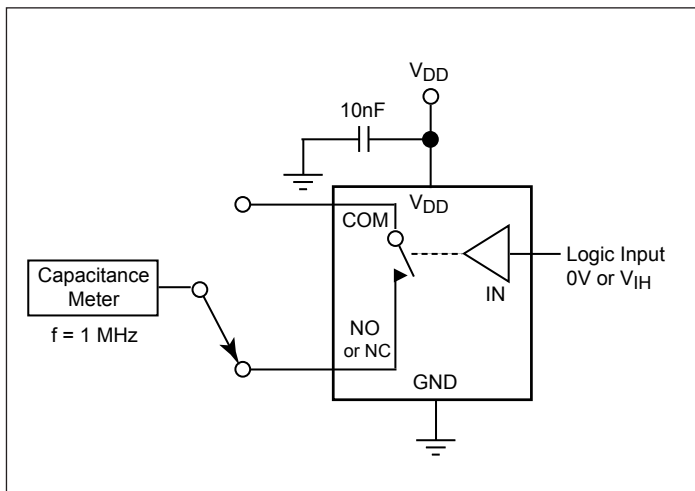 VDD
10nF
VDD
COM
Logic Input
0V or VIH
IN
Capacitance
Meter
f = 1 MHz
NO
or NC
GND